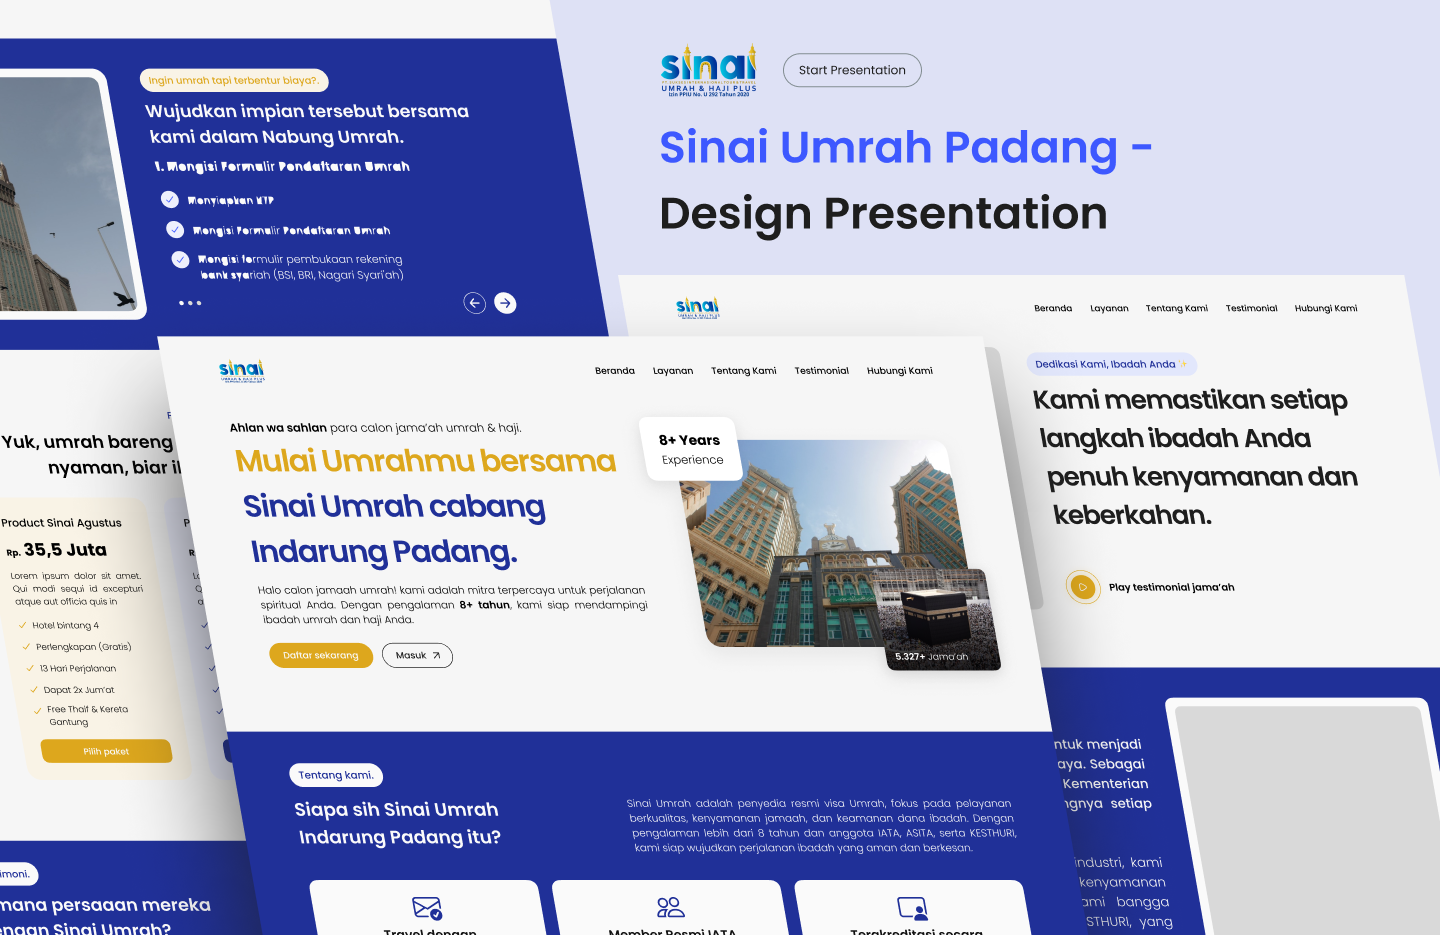 Ingin umrah tapi terbentur biaya?.
Wujudkan impian tersebut bersama
kami dalam Nabung Umrah.
1. Mengisi Formulir Pendaftaran Umrah
Menyiapkan KTP
Mengisi Formulir Pendaftaran Umrah
Mengisi formulir pembukaan rekening
bank syariah (BSI, BRI, Nagari Syari'ah)
sinai
UMRAH & HAJI PLUS
Izin PPIU No. U 292 Tahun 2020
Start Presentation
Sinai Umrah Padang -
Design Presentation
sinai
UMRAH & HAJI PLUS
Beranda Layanan Tentang Kami Testimonial Hubungi Kami
Dedikasi Kami, Ibadah Anda ✨
Kami memastikan setiap
langkah ibadah Anda
penuh kenyamanan dan
keberkahan.
Play testimonial jama'ah
sinai
UMRAH & HAJI PLUS
Beranda Layanan Tentang Kami Testimonial Hubungi Kami
Ahlan wa sahlan para calon jama'ah umrah & haji.
Mulai Umrahmu bersama
Sinai Umrah cabang
Indarung Padang.
Halo calon jamaah umrah! kami adalah mitra terpercaya untuk perjalanan
spiritual Anda. Dengan pengalaman 8+ tahun, kami siap mendampingi
ibadah umrah dan haji Anda.
Daftar sekarang
Masuk
8+ Years
Experience
5.327+ Jama'ah
Yuk, umrah bareng
nyaman, biar
Product Sinai Agustus
Rp. 35,5 Juta
Lorem ipsum dolor sit amet.
Qui modi sequi id excepturi
atque aut officia quis in
Hotel bintang 4
Perlengkapan (Gratis)
13 Hari Perjalanan
Dapat 2x Jum'at
Free Thaif & Kereta
Gantung
Pilih paket
imoni.
mana persaaan mereka
engan Sinai Umrah?
Tentang kami.
Siapa sih Sinai Umrah
Indarung Padang itu?
Sinai Umrah adalah penyedia resmi visa Umrah, fokus pada pelayanan
berkualitas, kenyamanan jamaah, dan keamanan dana ibadah. Dengan
pengalaman lebih dari 8 tahun dan anggota IATA, ASITA, serta KESTHURI,
kami siap wujudkan perjalanan ibadah yang aman dan berkesan.
Travel dengan
Member Resmi IATA
Terakreditasi secara
ntuk menjadi
aya. Sebagai
Kementerian
ngnya setiap
industri, kami
kenyamanan
ami bangga
STHURI, yang